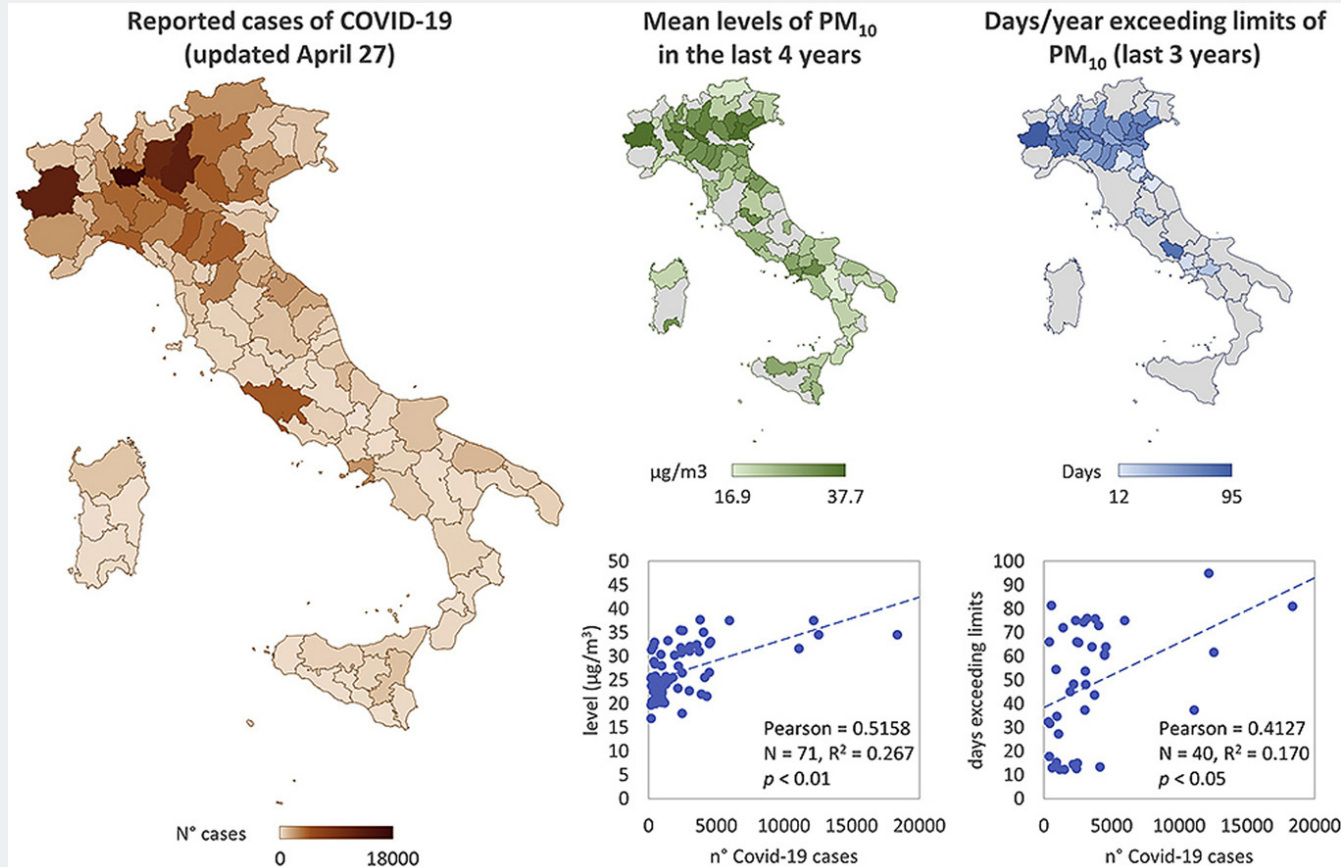 Reported cases of COVID-19
(updated April 27)
N° cases
0 18000
Mean levels of PM₁₀
in the last 4 years
µg/m3
16.9 37.7
Days/year exceeding limits of
PM₁₀ (last 3 years)
Days
12 95
level (µg/m³)
50
45
40
35
30
25
20
15
10
5
0
Pearson = 0.5158
N = 71, R² = 0.267
p < 0.01
0 5000 10000 15000 20000
n° Covid-19 cases
days exceeding limits
100
90
80
70
60
50
40
30
20
10
0
Pearson = 0.4127
N = 40, R² = 0.170
p < 0.05
0 5000 10000 15000 20000
n° Covid-19 cases